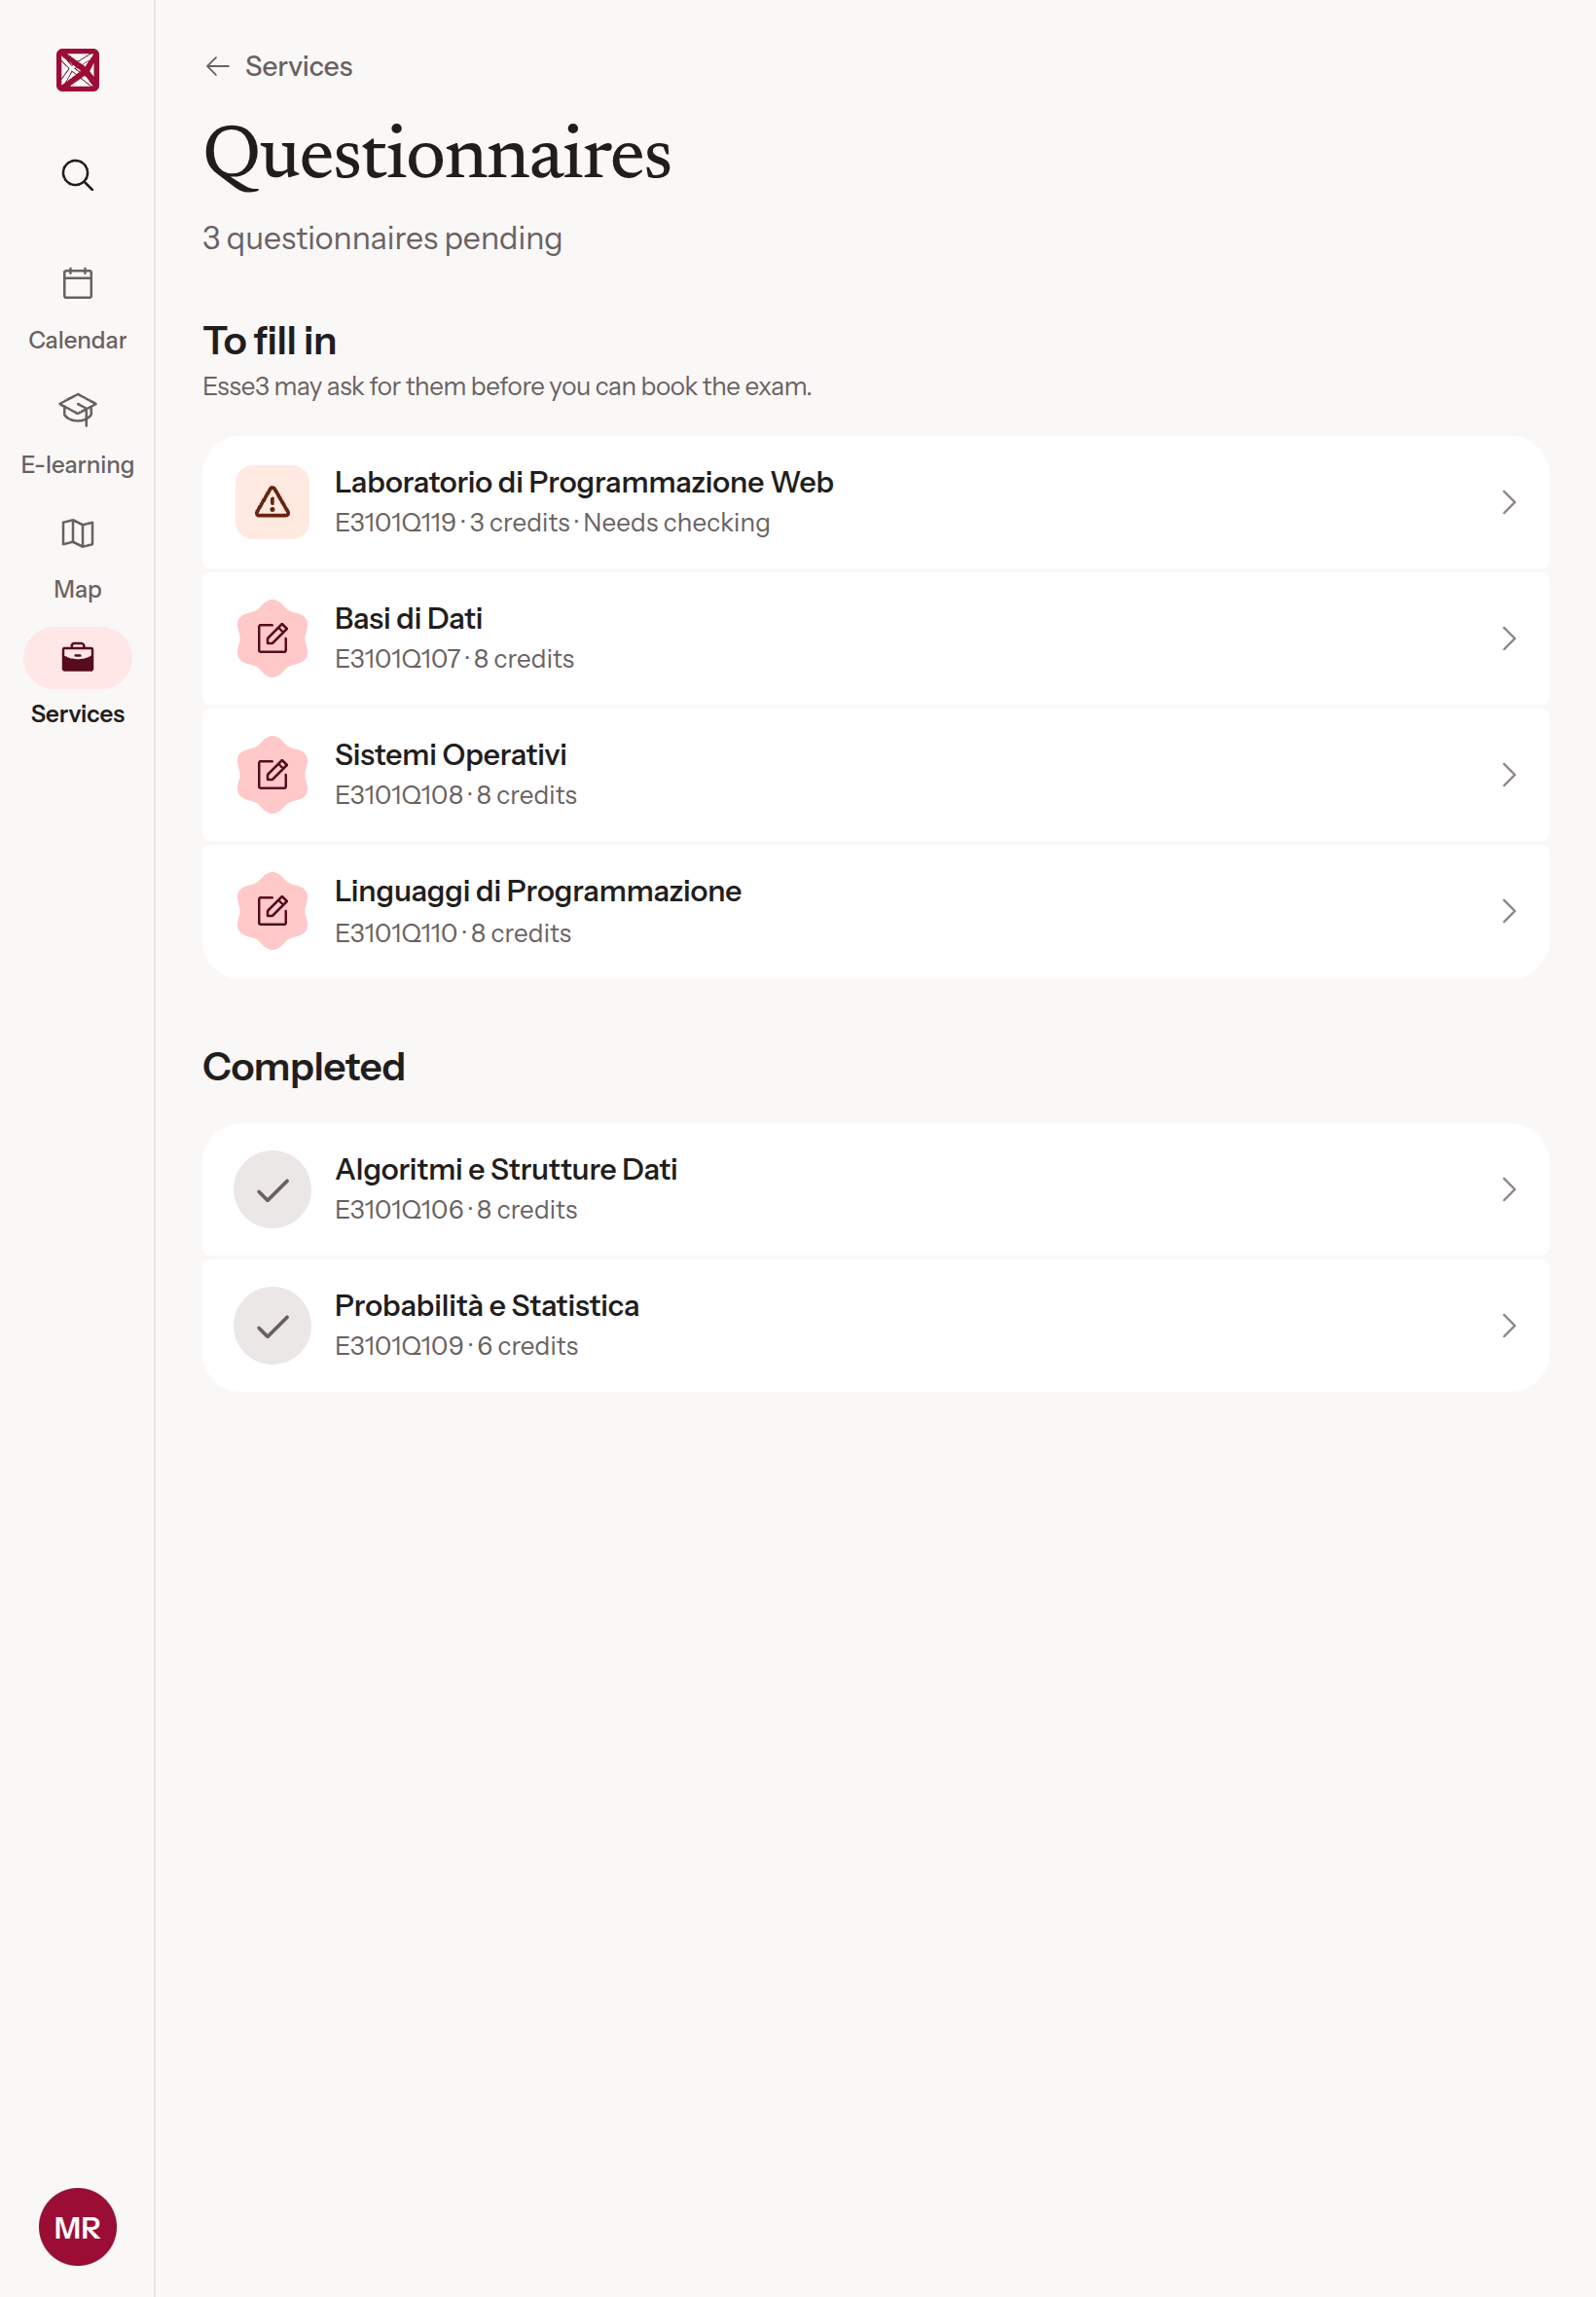 Services
Questionnaires
3 questionnaires pending
Calendar
E-learning
Map
Services
To fill in
Esse3 may ask for them before you can book the exam.
Laboratorio di Programmazione Web
E3101Q119 · 3 credits · Needs checking
Basi di Dati
E3101Q107 · 8 credits
Sistemi Operativi
E3101Q108 · 8 credits
Linguaggi di Programmazione
E3101Q110 · 8 credits
Completed
Algoritmi e Strutture Dati
E3101Q106 · 8 credits
Probabilità e Statistica
E3101Q109 · 6 credits
MR